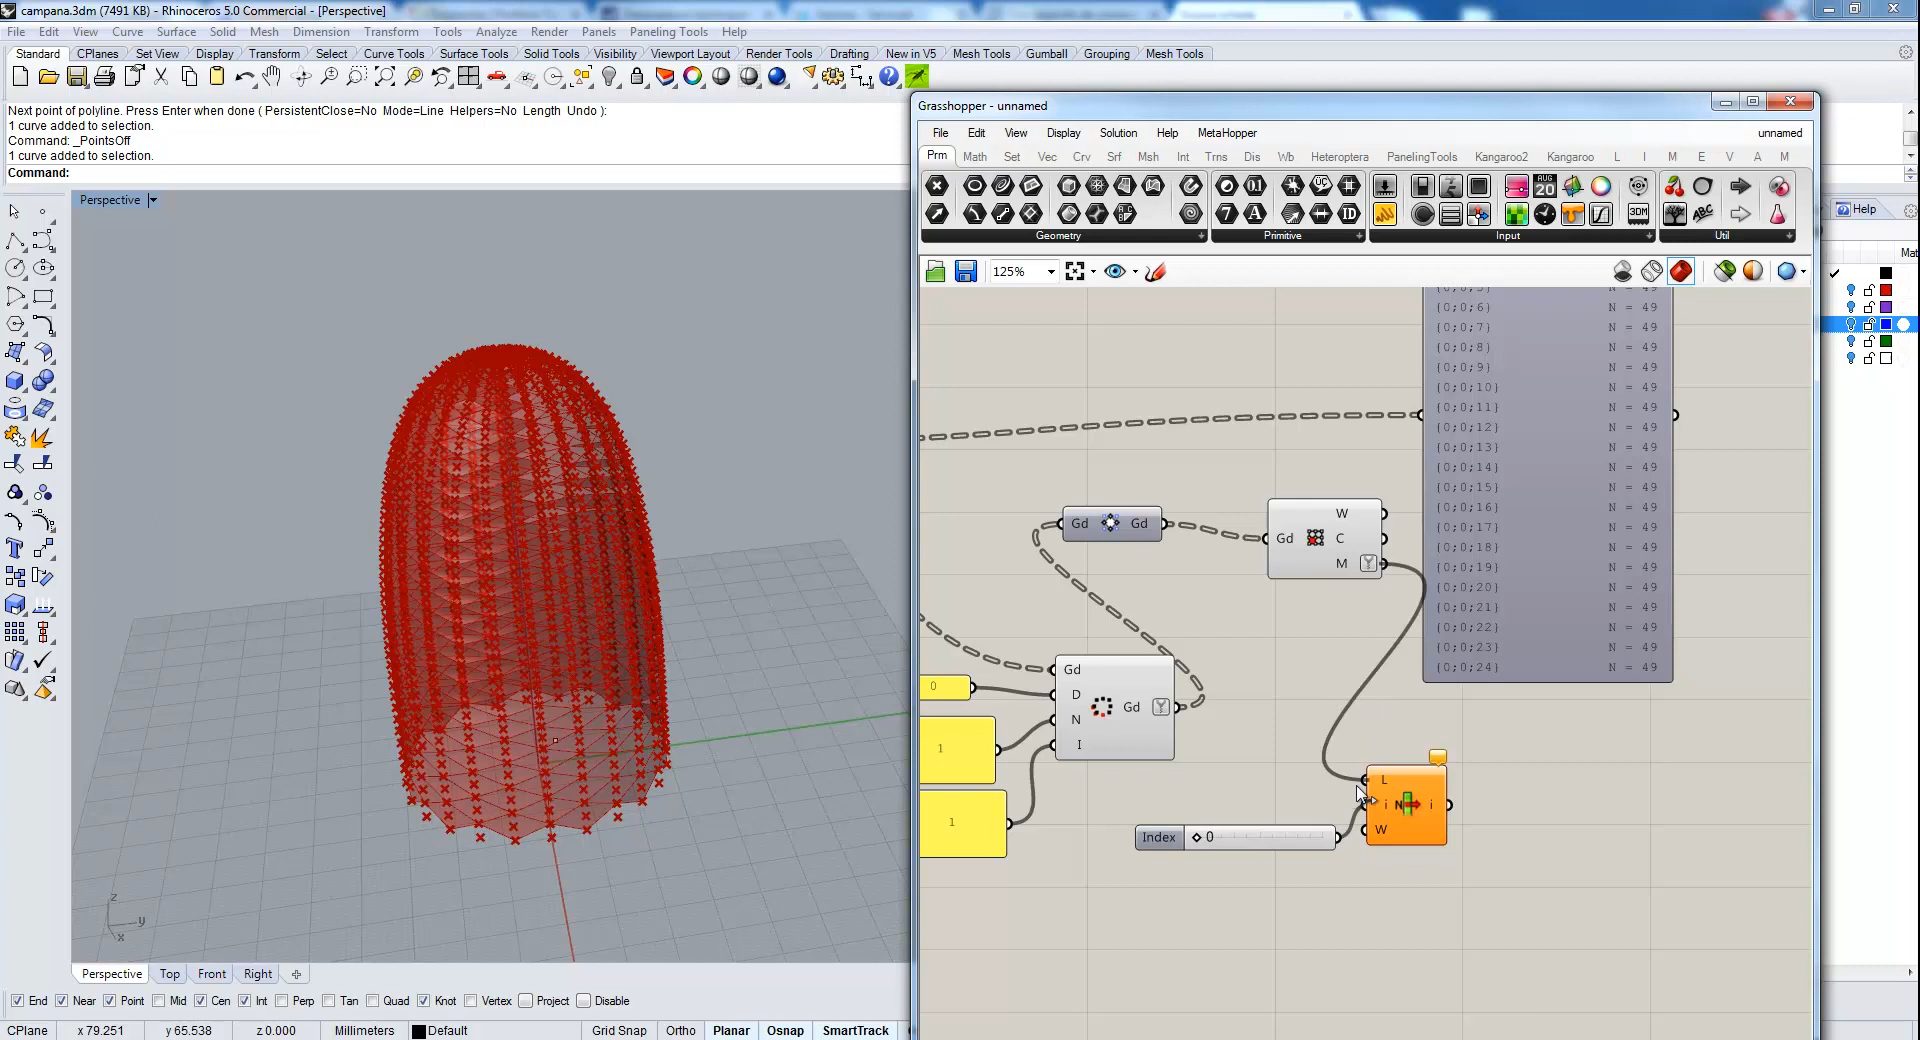 campana.3dm (7491 KB) - Rhinoceros 5.0 Commercial - [Perspective]
File Edit View Curve Surface Solid Mesh Dimension Transform Tools Analyze Render Panels Paneling Tools Help
Standard CPlanes Set View Display Transform Select Curve Tools Surface Tools Solid Tools Visibility Viewport Layout Render Tools Drafting New in V5 Mesh Tools Gumball Grouping Mesh Tools
Next point of polyline. Press Enter when done ( PersistentClose=No Mode=Line Helpers=No Length Undo ):
1 curve added to selection.
Command: _PointsOff
1 curve added to selection.
Command:
Perspective
z
y
x
Perspective Top Front Right
End Near Point Mid Cen Int Perp Tan Quad Knot Vertex Project Disable
CPlane x 79.251 y 65.538 z 0.000 Millimeters Default Grid Snap Ortho Planar Osnap SmartTrack
Grasshopper - unnamed
File Edit View Display Solution Help MetaHopper unnamed
Prm Math Set Vec Crv Srf Msh Int Trns Dis Wb Heteroptera PanelingTools Kangaroo2 Kangaroo L I M E V A M
Geometry Primitive Input Util
125%
{0;0;6} N = 49
{0;0;7} N = 49
{0;0;8} N = 49
{0;0;9} N = 49
{0;0;10} N = 49
{0;0;11} N = 49
{0;0;12} N = 49
{0;0;13} N = 49
{0;0;14} N = 49
{0;0;15} N = 49
{0;0;16} N = 49
{0;0;17} N = 49
{0;0;18} N = 49
{0;0;19} N = 49
{0;0;20} N = 49
{0;0;21} N = 49
{0;0;22} N = 49
{0;0;23} N = 49
{0;0;24} N = 49
Gd Gd
W
Gd C
M
Gd
D
N
I
Gd
0
1
1
Index 0
L
i N i
W
Help
Mat